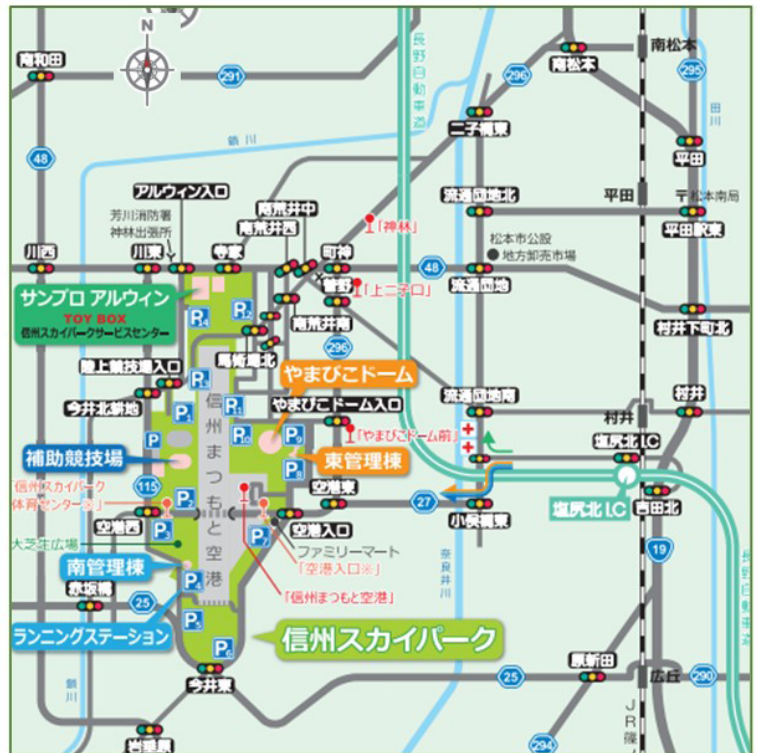 N
南和田
291
長野自動車道
296
南松本
南松本
295
田川
二子橋東
鎖川
48
平田
平田
〒松本南局
平田駅東
アルウィン入口
流通団地北
芳川消防署
神林出張所
南荒井中
南荒井西
「神林」
松本市公設
地方卸売市場
川西
川東
寺家
町神
48
流通団地
菅野
「上二子口」
サンプロ アルウィン
TOY BOX
信州スカイパークサービスセンター
P14
P12
南荒井南
村井下町北
296
馬術場北
陸上競技場入口
P13
やまびこドーム
今井北耕地
P1
P11
やまびこドーム入口
流通団地南
村井
村井
信州まつもと空港
P
P10
P9
「やまびこドーム前」
塩尻北I.C
補助競技場
東管理棟
P8
115
「信州スカイパーク
体育センター※」
P2
空港東
27
塩尻北I.C
吉田北
空港西
P3
空港入口
小俣橋東
大芝生広場
P7
ファミリーマート
「空港入口※」
19
南管理棟
奈良井川
長野自動車道
赤坂橋
25
P4
「信州まつもと空港」
ランニングステーション
P5
信州スカイパーク
P6
原新田
鎖川
今井東
25
広丘
290
JR篠ノ
岩垂原
294